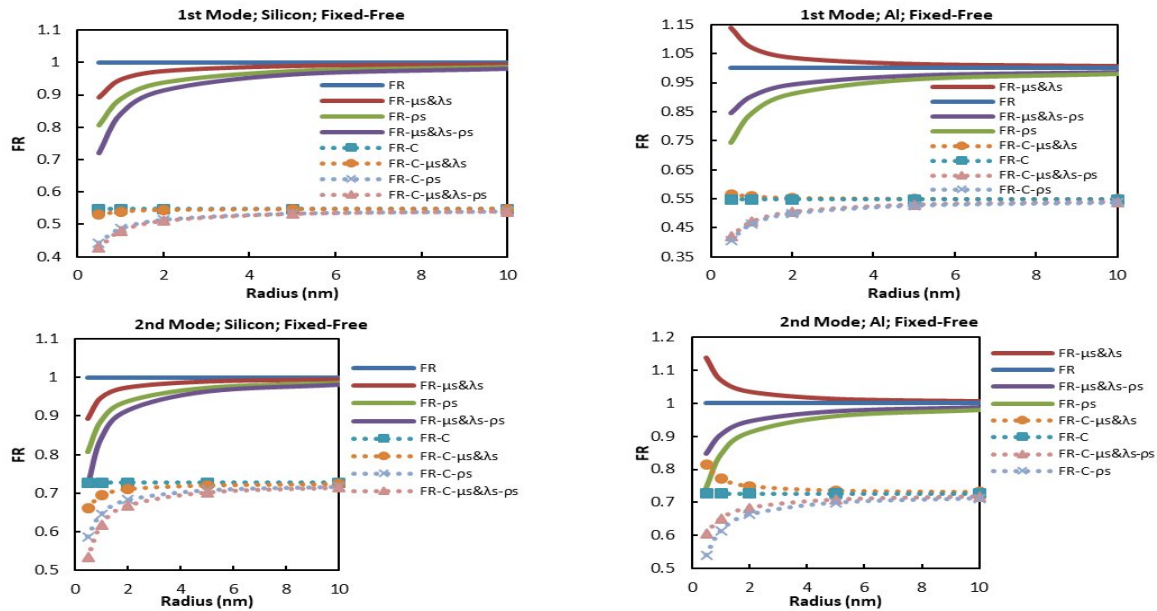 1st Mode; Silicon; Fixed-Free
1.1
1
0.9
0.8
0.7
0.6
0.5
0.4
FR
FR
FR-μs&λs
FR-ρs
FR-μs&λs-ρs
FR-C
FR-C-μs&λs
FR-C-ρs
FR-C-μs&λs-ρs
0 2 4 6 8 10
Radius (nm)
1st Mode; Al; Fixed-Free
1.15
1.05
0.95
0.85
0.75
0.65
0.55
0.45
0.35
FR
FR-μs&λs
FR
FR-μs&λs-ρs
FR-ρs
FR-C-μs&λs
FR-C
FR-C-μs&λs-ρs
FR-C-ρs
0 2 4 6 8 10
Radius (nm)
2nd Mode; Silicon; Fixed-Free
1.1
1
0.9
0.8
0.7
0.6
0.5
FR
FR
FR-μs&λs
FR-ρs
FR-μs&λs-ρs
FR-C
FR-C-μs&λs
FR-C-ρs
FR-C-μs&λs-ρs
0 2 4 6 8 10
Radius (nm)
2nd Mode; Al; Fixed-Free
1.2
1.1
1
0.9
0.8
0.7
0.6
0.5
FR
FR-μs&λs
FR
FR-μs&λs-ρs
FR-ρs
FR-C-μs&λs
FR-C
FR-C-μs&λs-ρs
FR-C-ρs
0 2 4 6 8 10
Radius (nm)